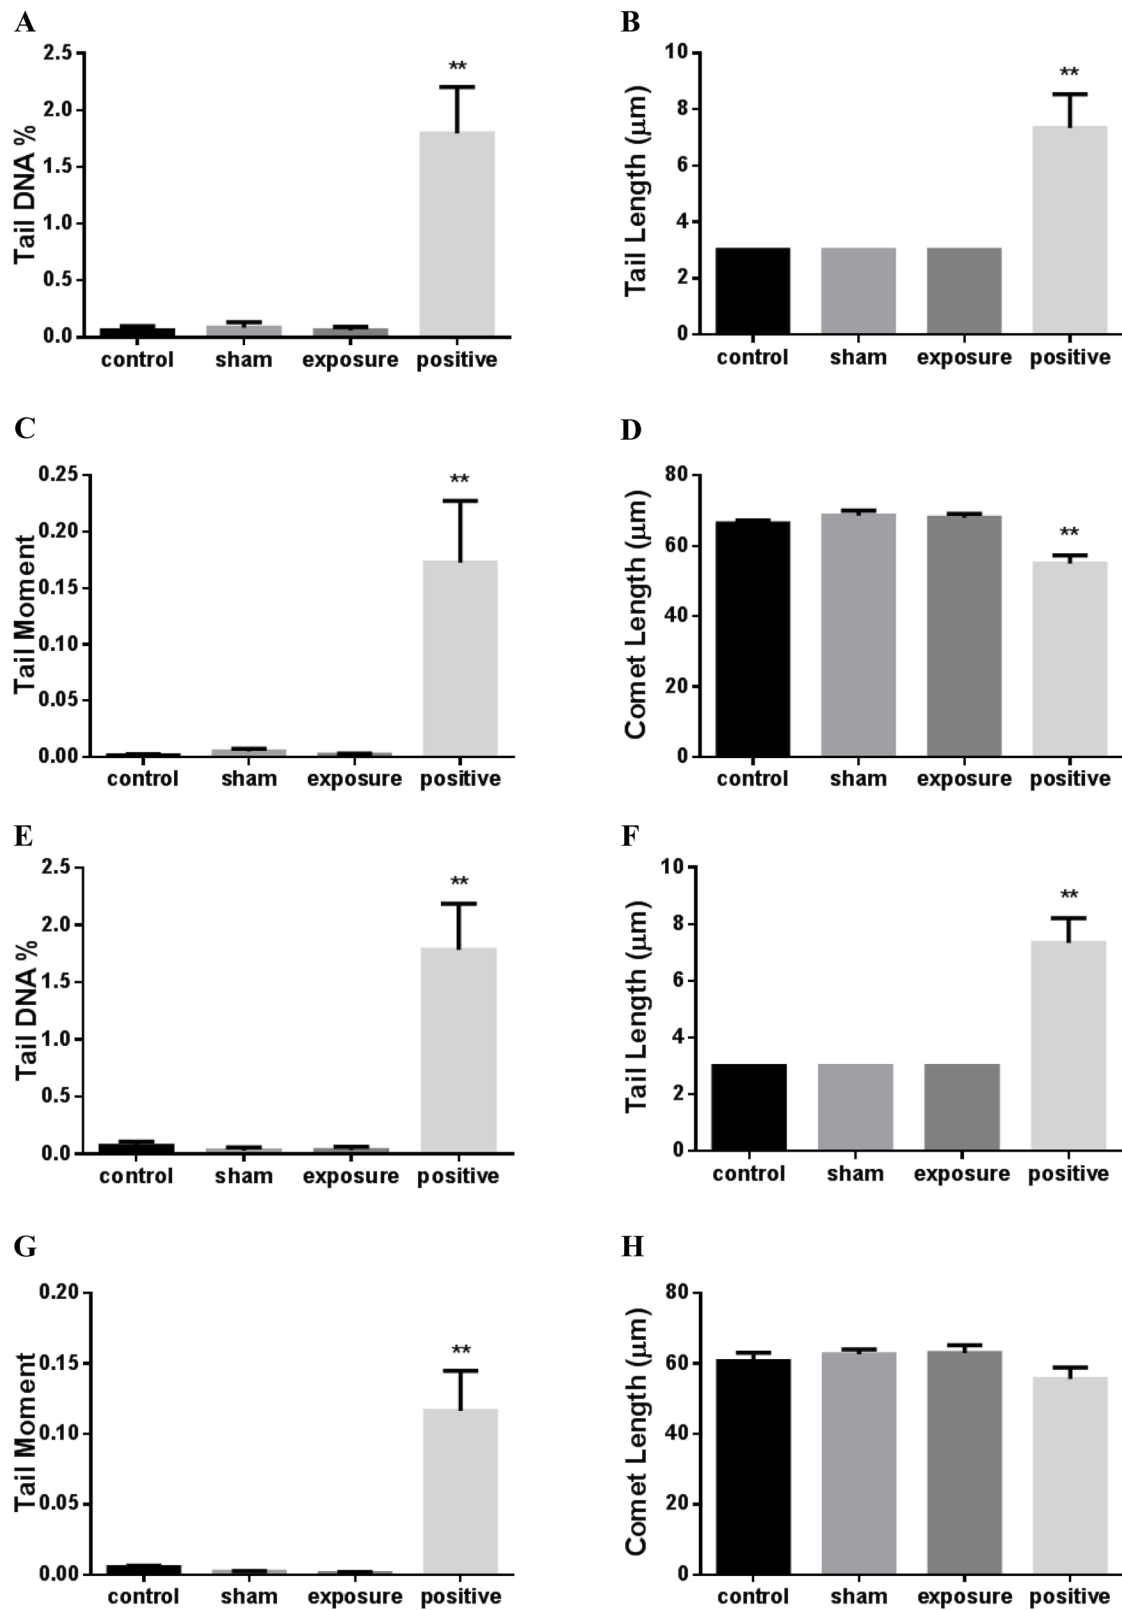 A
Tail DNA %
2.5
2.0
1.5
1.0
0.5
0.0
**
control sham exposure positive
B
Tail Length (µm)
10
8
6
4
2
0
**
control sham exposure positive
C
Tail Moment
0.25
0.20
0.15
0.10
0.05
0.00
**
control sham exposure positive
D
Comet Length (µm)
80
60
40
20
0
**
control sham exposure positive
E
Tail DNA %
2.5
2.0
1.5
1.0
0.5
0.0
**
control sham exposure positive
F
Tail Length (µm)
10
8
6
4
2
0
**
control sham exposure positive
G
Tail Moment
0.20
0.15
0.10
0.05
0.00
**
control sham exposure positive
H
Comet Length (µm)
80
60
40
20
0
control sham exposure positive